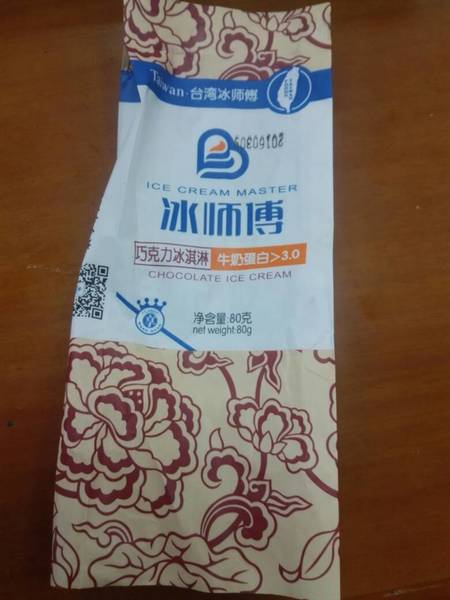 Taiwan·台湾冰师傅
20160309
ICE CREAM MASTER
冰师傅
巧克力冰淇淋 牛奶蛋白>3.0
CHOCOLATE ICE CREAM
净含量:80克
net weight:80g